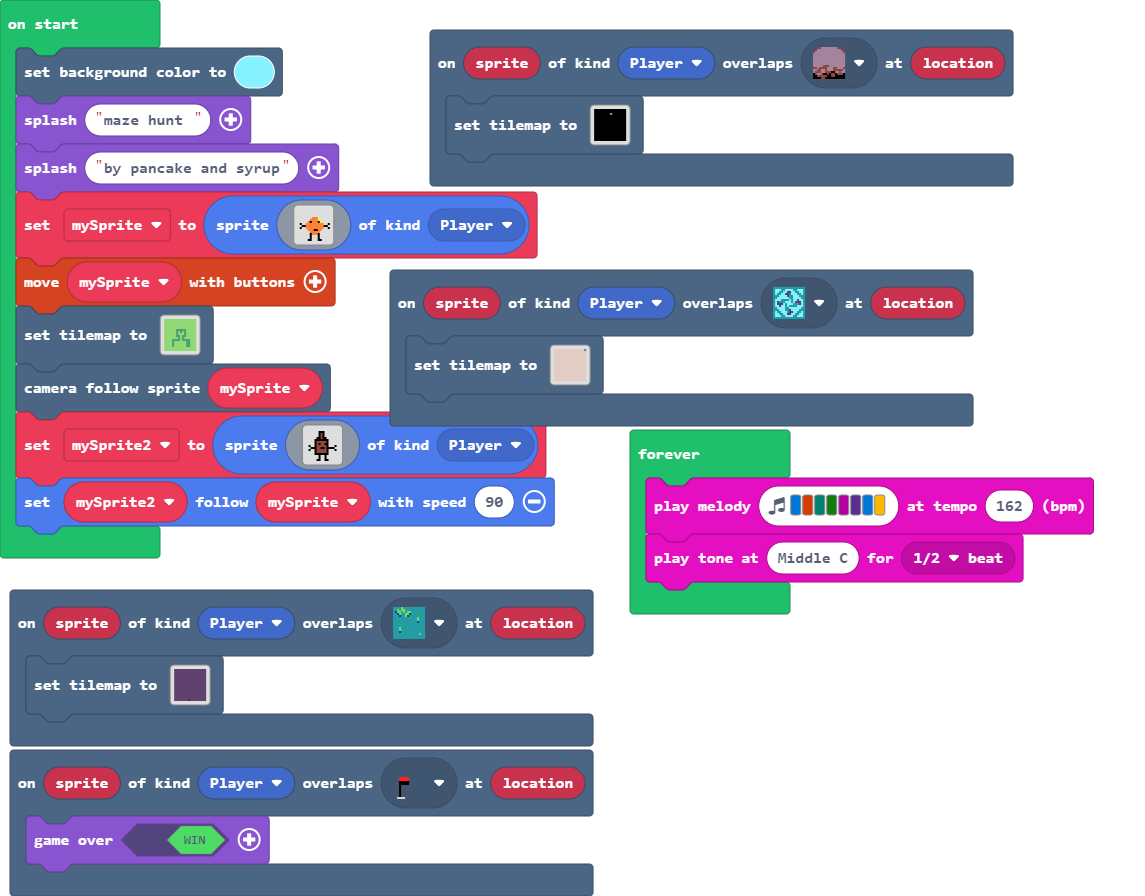 on start
set background color to
splash "maze hunt "
splash "by pancake and syrup"
set mySprite to sprite of kind Player
move mySprite with buttons
set tilemap to
camera follow sprite mySprite
set mySprite2 to sprite of kind Player
set mySprite2 follow mySprite with speed 90
on sprite of kind Player overlaps at location
set tilemap to
on sprite of kind Player overlaps at location
set tilemap to
forever
play melody at tempo 162 (bpm)
play tone at Middle C for 1/2 beat
on sprite of kind Player overlaps at location
set tilemap to
on sprite of kind Player overlaps at location
game over WIN